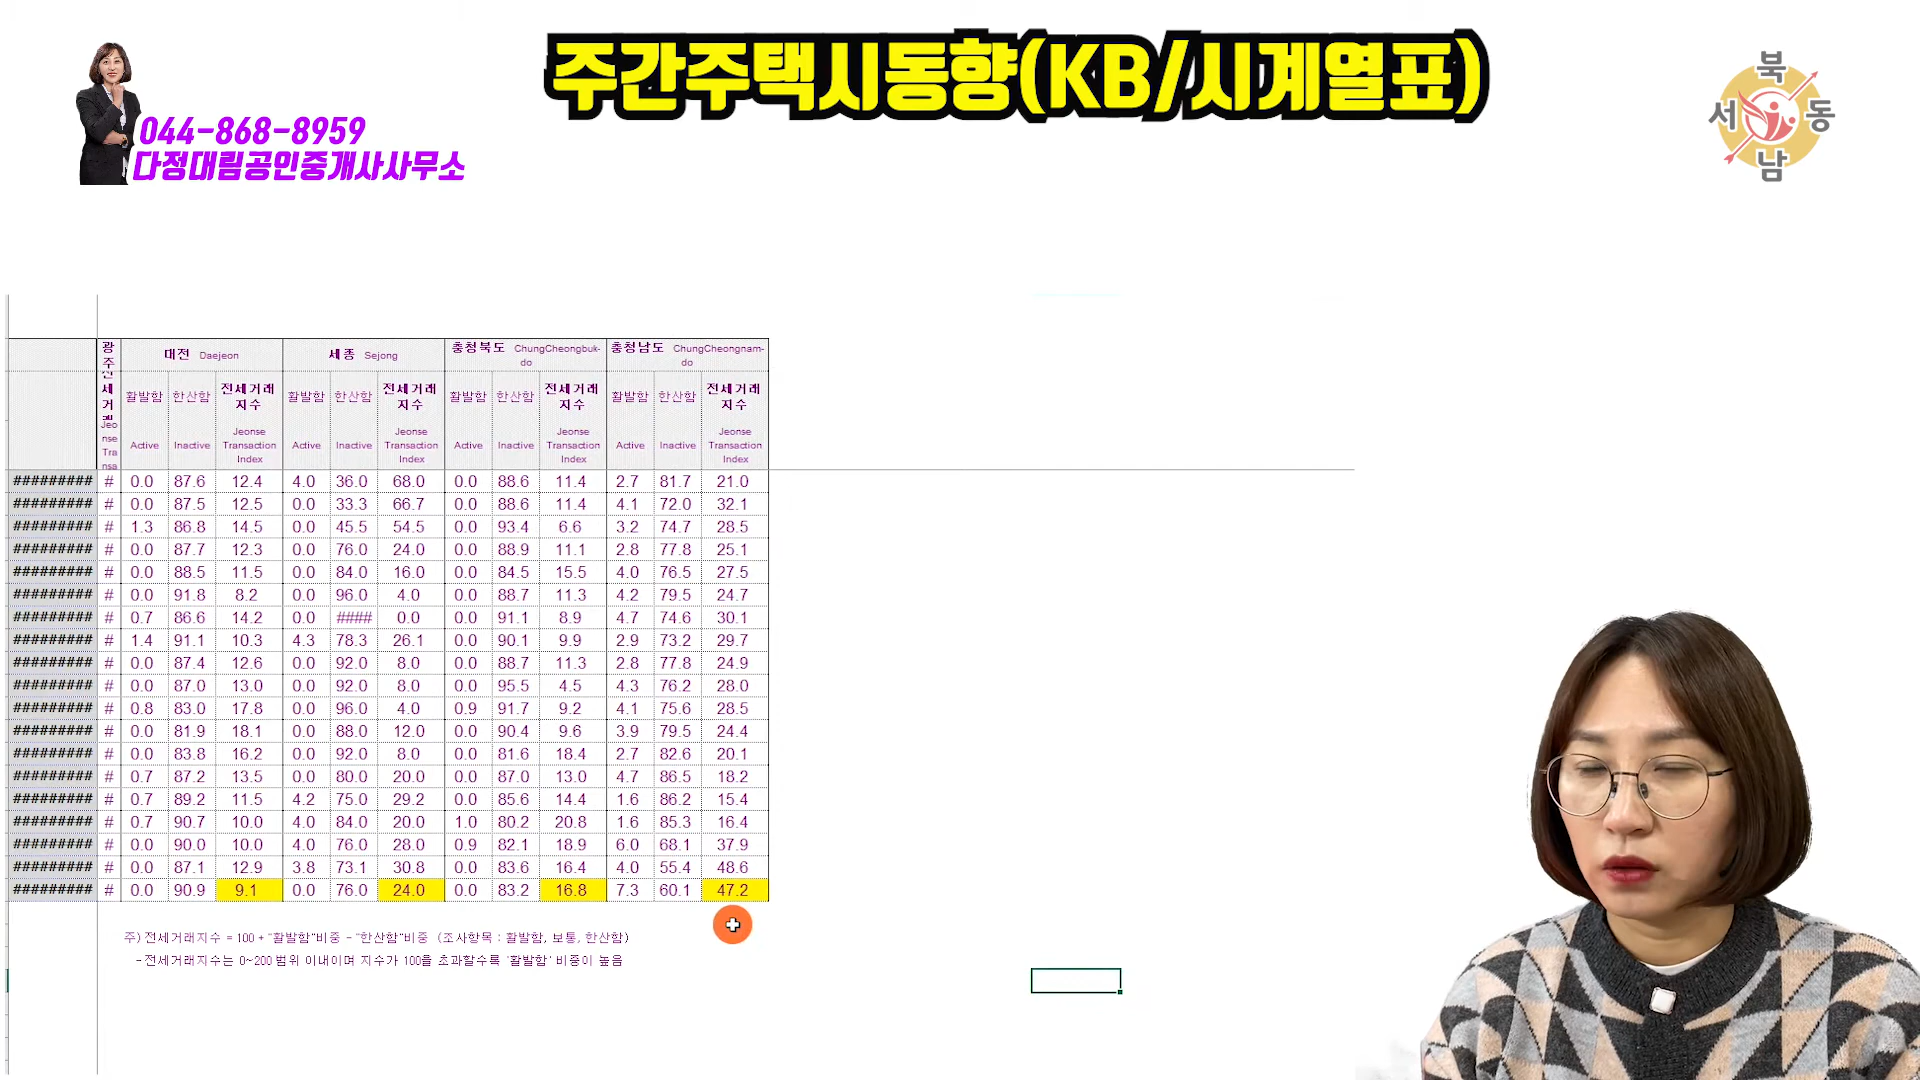 주간주택시동향(KB/시계열표)
044-868-8959
다정대림공인중개사사무소
북
서 동
남
광주 대전 Daejeon 세종 Sejong 충청북도 ChungCheongbuk-do 충청남도 ChungCheongnam-do
전세거래 활발함 한산함 전세거래지수 활발함 한산함 전세거래지수 활발함 한산함 전세거래지수 활발함 한산함 전세거래지수
Jeonse Transa Active Inactive Jeonse Transaction Index Active Inactive Jeonse Transaction Index Active Inactive Jeonse Transaction Index Active Inactive Jeonse Transaction Index
######### # 0.0 87.6 12.4 4.0 36.0 68.0 0.0 88.6 11.4 2.7 81.7 21.0
######### # 0.0 87.5 12.5 0.0 33.3 66.7 0.0 88.6 11.4 4.1 72.0 32.1
######### # 1.3 86.8 14.5 0.0 45.5 54.5 0.0 93.4 6.6 3.2 74.7 28.5
######### # 0.0 87.7 12.3 0.0 76.0 24.0 0.0 88.9 11.1 2.8 77.8 25.1
######### # 0.0 88.5 11.5 0.0 84.0 16.0 0.0 84.5 15.5 4.0 76.5 27.5
######### # 0.0 91.8 8.2 0.0 96.0 4.0 0.0 88.7 11.3 4.2 79.5 24.7
######### # 0.7 86.6 14.2 0.0 #### 0.0 0.0 91.1 8.9 4.7 74.6 30.1
######### # 1.4 91.1 10.3 4.3 78.3 26.1 0.0 90.1 9.9 2.9 73.2 29.7
######### # 0.0 87.4 12.6 0.0 92.0 8.0 0.0 88.7 11.3 2.8 77.8 24.9
######### # 0.0 87.0 13.0 0.0 92.0 8.0 0.0 95.5 4.5 4.3 76.2 28.0
######### # 0.8 83.0 17.8 0.0 96.0 4.0 0.9 91.7 9.2 4.1 75.6 28.5
######### # 0.0 81.9 18.1 0.0 88.0 12.0 0.0 90.4 9.6 3.9 79.5 24.4
######### # 0.0 83.8 16.2 0.0 92.0 8.0 0.0 81.6 18.4 2.7 82.6 20.1
######### # 0.7 87.2 13.5 0.0 80.0 20.0 0.0 87.0 13.0 4.7 86.5 18.2
######### # 0.7 89.2 11.5 4.2 75.0 29.2 0.0 85.6 14.4 1.6 86.2 15.4
######### # 0.7 90.7 10.0 4.0 84.0 20.0 1.0 80.2 20.8 1.6 85.3 16.4
######### # 0.0 90.0 10.0 4.0 76.0 28.0 0.9 82.1 18.9 6.0 68.1 37.9
######### # 0.0 87.1 12.9 3.8 73.1 30.8 0.0 83.6 16.4 4.0 55.4 48.6
######### # 0.0 90.9 9.1 0.0 76.0 24.0 0.0 83.2 16.8 7.3 60.1 47.2
주) 전세거래지수 = 100 + "활발함"비중 - "한산함"비중 (조사항목 : 활발함, 보통, 한산함)
- 전세거래지수는 0~200 범위 이내이며 지수가 100을 초과할수록 '활발함' 비중이 높음